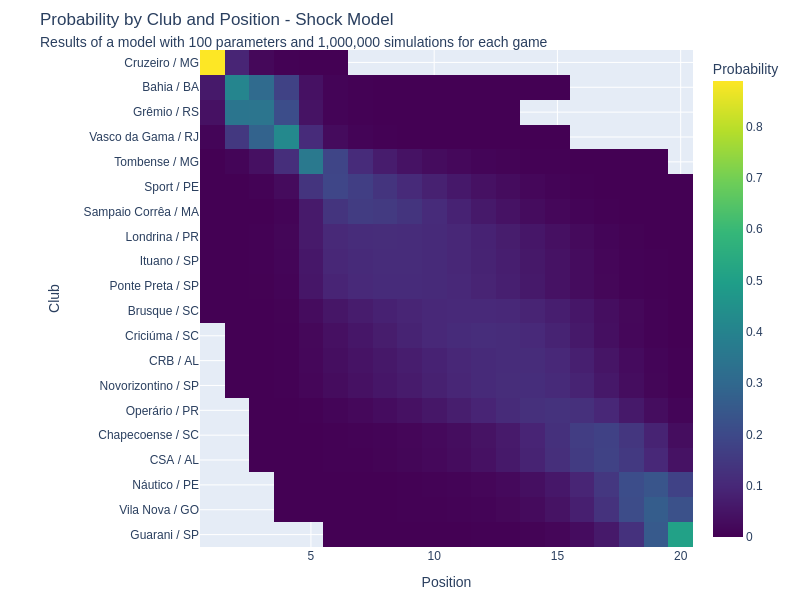 Probability by Club and Position - Shock Model
Results of a model with 100 parameters and 1,000,000 simulations for each game
Probability
Cruzeiro / MG
Bahia / BA
Grêmio / RS
Vasco da Gama / RJ
Tombense / MG
Sport / PE
Sampaio Corrêa / MA
Londrina / PR
Ituano / SP
Ponte Preta / SP
Brusque / SC
Criciúma / SC
CRB / AL
Novorizontino / SP
Operário / PR
Chapecoense / SC
CSA / AL
Náutico / PE
Vila Nova / GO
Guarani / SP
Club
5
10
15
20
Position
0.8
0.7
0.6
0.5
0.4
0.3
0.2
0.1
0